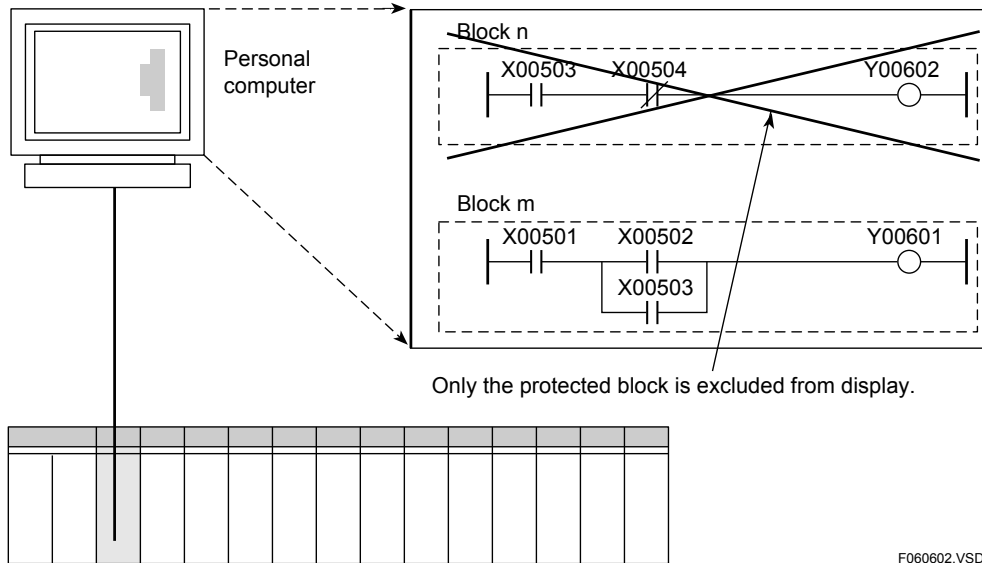 Personal
computer
Block n
X00503 X00504 Y00602
Block m
X00501 X00502 Y00601
X00503
Only the protected block is excluded from display.
F060602.VSD